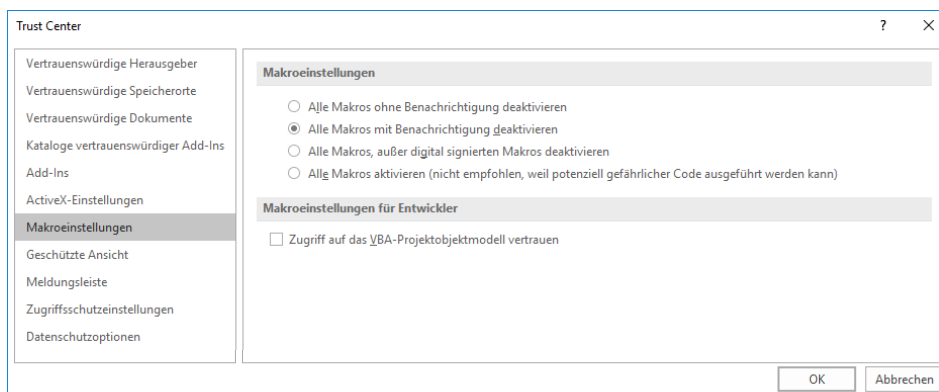 Trust Center
?
Vertrauenswürdige Herausgeber
Vertrauenswürdige Speicherorte
Vertrauenswürdige Dokumente
Kataloge vertrauenswürdiger Add-Ins
Add-Ins
ActiveX-Einstellungen
Makroeinstellungen
Geschützte Ansicht
Meldungsleiste
Zugriffsschutzeinstellungen
Datenschutzoptionen
Makroeinstellungen
Alle Makros ohne Benachrichtigung deaktivieren
Alle Makros mit Benachrichtigung deaktivieren
Alle Makros, außer digital signierten Makros deaktivieren
Alle Makros aktivieren (nicht empfohlen, weil potenziell gefährlicher Code ausgeführt werden kann)
Makroeinstellungen für Entwickler
Zugriff auf das VBA-Projektobjektmodell vertrauen
OK
Abbrechen